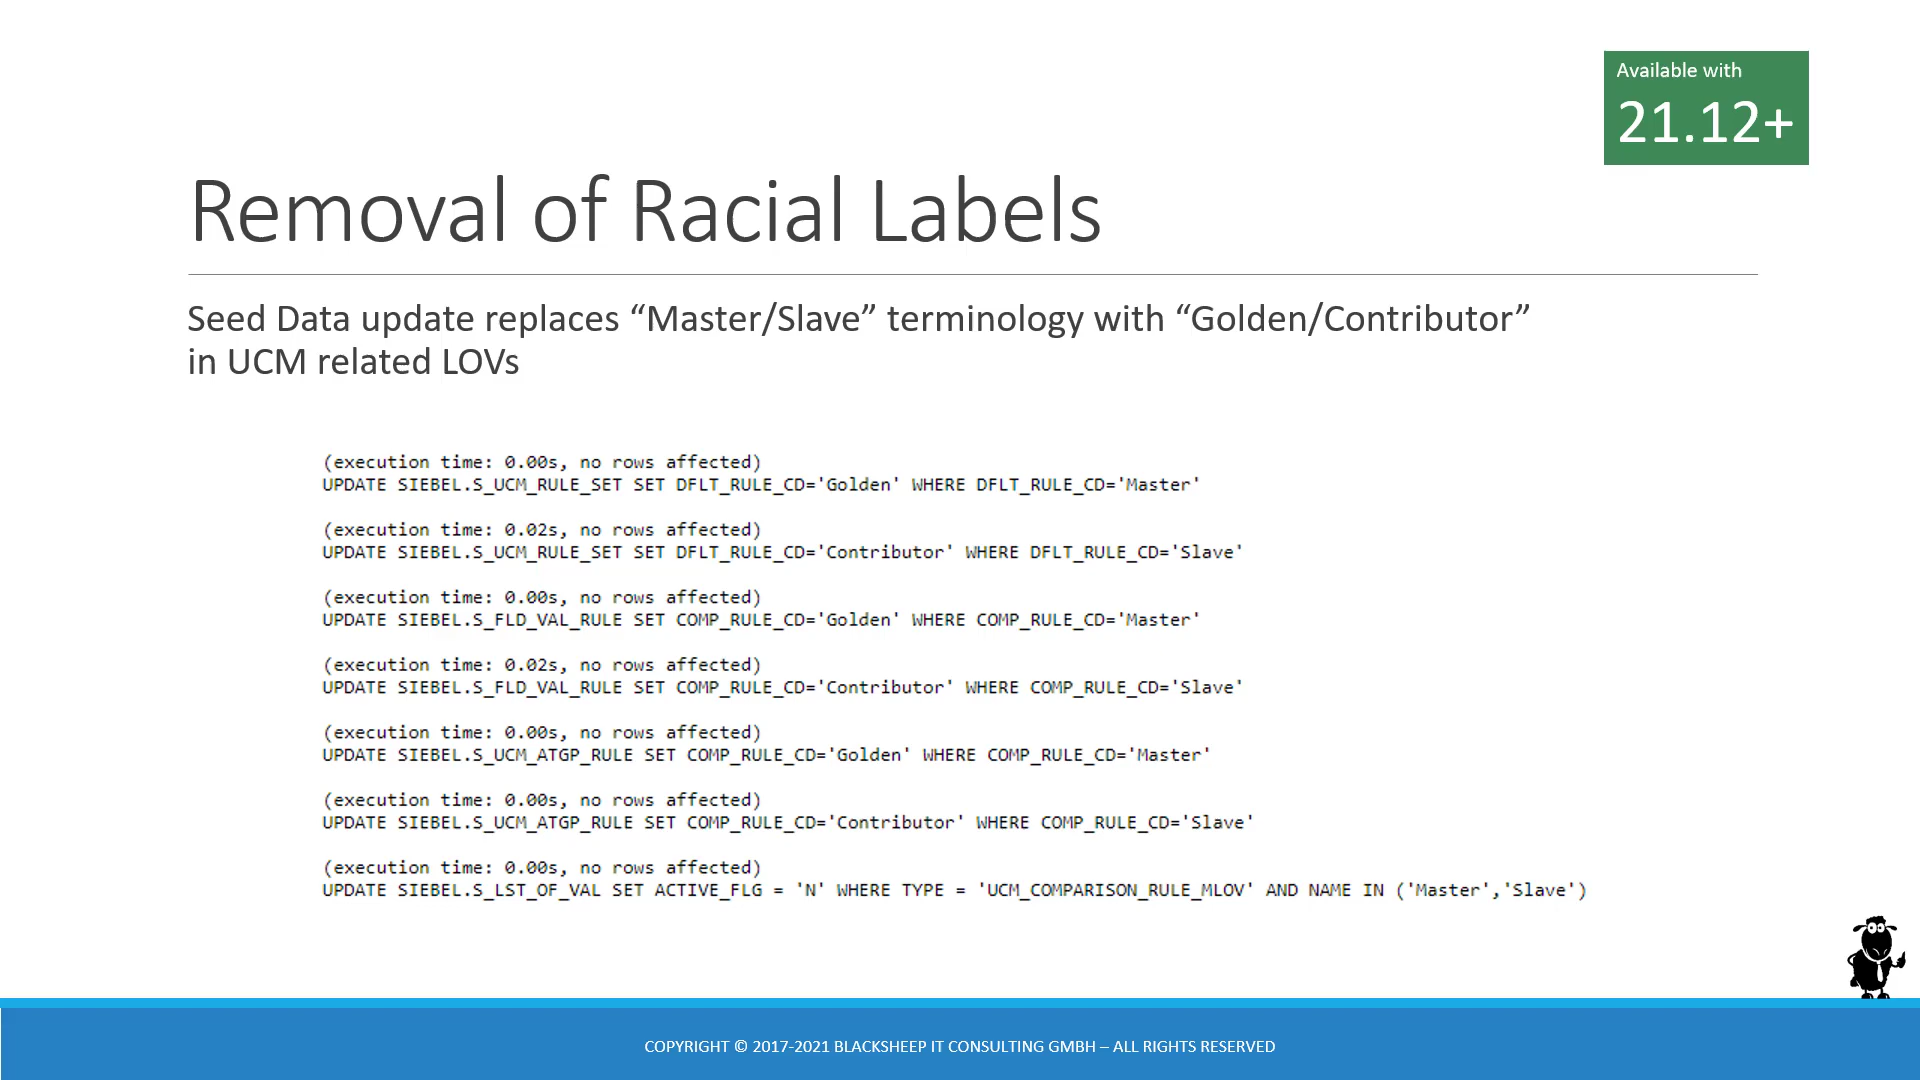 Available with
21.12+
Removal of Racial Labels
Seed Data update replaces “Master/Slave” terminology with “Golden/Contributor”
in UCM related LOVs
(execution time: 0.00s, no rows affected)
UPDATE SIEBEL.S_UCM_RULE_SET SET DFLT_RULE_CD='Golden' WHERE DFLT_RULE_CD='Master'
(execution time: 0.02s, no rows affected)
UPDATE SIEBEL.S_UCM_RULE_SET SET DFLT_RULE_CD='Contributor' WHERE DFLT_RULE_CD='Slave'
(execution time: 0.00s, no rows affected)
UPDATE SIEBEL.S_FLD_VAL_RULE SET COMP_RULE_CD='Golden' WHERE COMP_RULE_CD='Master'
(execution time: 0.02s, no rows affected)
UPDATE SIEBEL.S_FLD_VAL_RULE SET COMP_RULE_CD='Contributor' WHERE COMP_RULE_CD='Slave'
(execution time: 0.00s, no rows affected)
UPDATE SIEBEL.S_UCM_ATGP_RULE SET COMP_RULE_CD='Golden' WHERE COMP_RULE_CD='Master'
(execution time: 0.00s, no rows affected)
UPDATE SIEBEL.S_UCM_ATGP_RULE SET COMP_RULE_CD='Contributor' WHERE COMP_RULE_CD='Slave'
(execution time: 0.00s, no rows affected)
UPDATE SIEBEL.S_LST_OF_VAL SET ACTIVE_FLG = 'N' WHERE TYPE = 'UCM_COMPARISON_RULE_MLOV' AND NAME IN ('Master','Slave')
COPYRIGHT © 2017-2021 BLACKSHEEP IT CONSULTING GMBH – ALL RIGHTS RESERVED